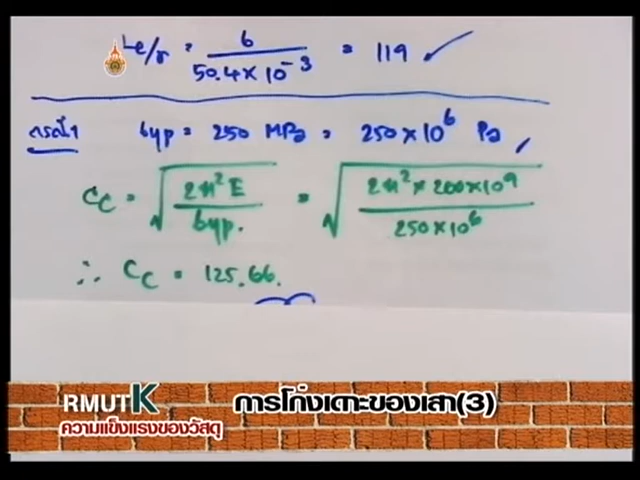 Le/r = 6 / 50.4×10⁻³ = 119 ✓
กรณี 1 σyp = 250 MPa = 250×10⁶ Pa
Cc = √(2π²E / σyp.) = √(2π²×200×10⁹ / 250×10⁶)
∴ Cc = 125.66.
RMUTK การโก่งเดาะของเสา(3)
ความแข็งแรงของวัสดุ